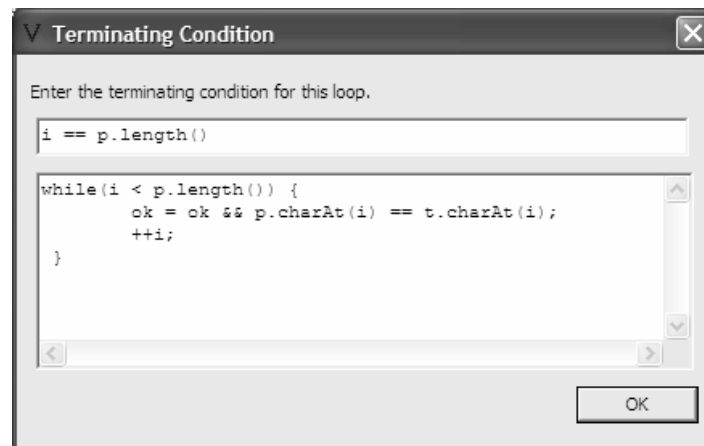 V Terminating Condition
Enter the terminating condition for this loop.
i == p.length()
while(i < p.length()) {
ok = ok && p.charAt(i) == t.charAt(i);
++i;
}
OK